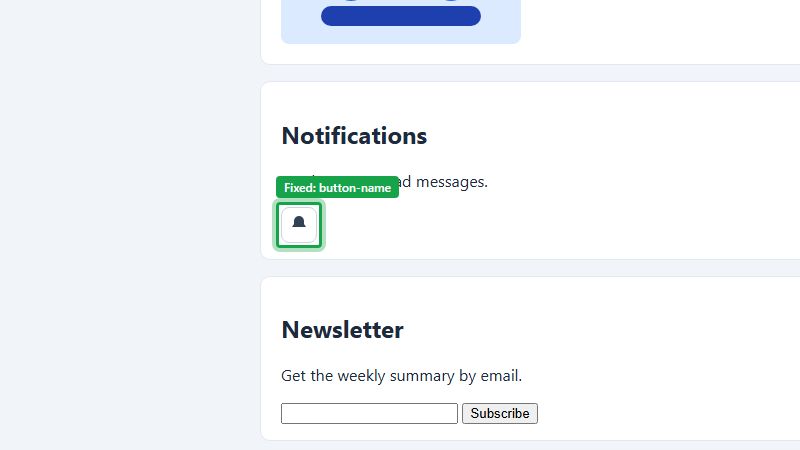 Notifications
messages.
Fixed: button-name
Newsletter
Get the weekly summary by email.
Subscribe